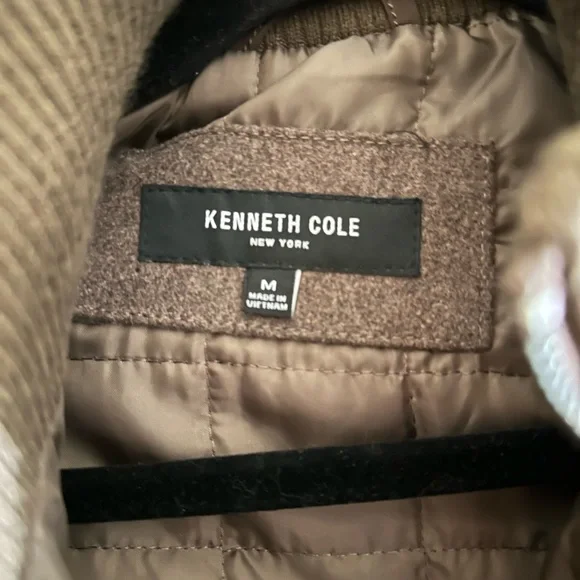 KENNETH COLE
NEW YORK
M
MADE IN
VIETNAM